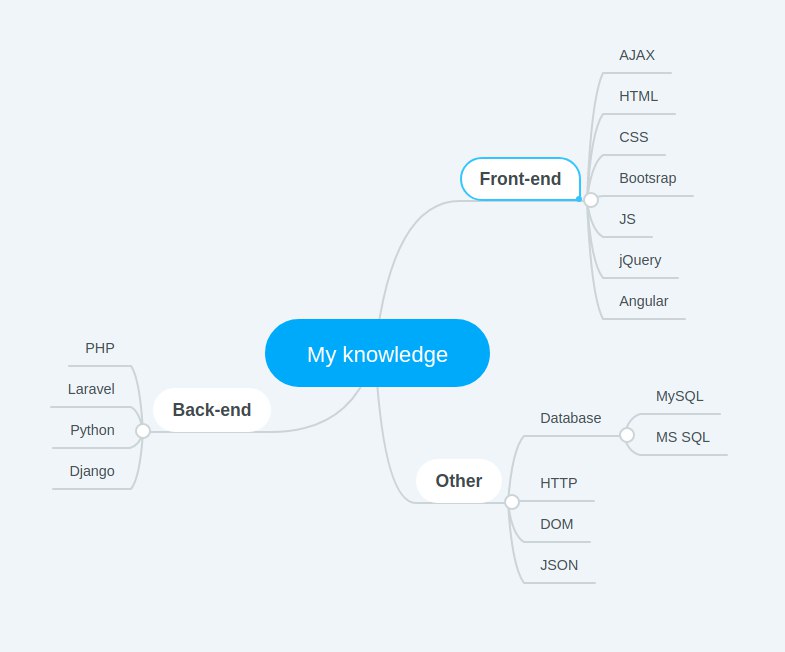 My knowledge
Front-end
AJAX
HTML
CSS
Bootsrap
JS
jQuery
Angular
Back-end
PHP
Laravel
Python
Django
Other
Database
MySQL
MS SQL
HTTP
DOM
JSON